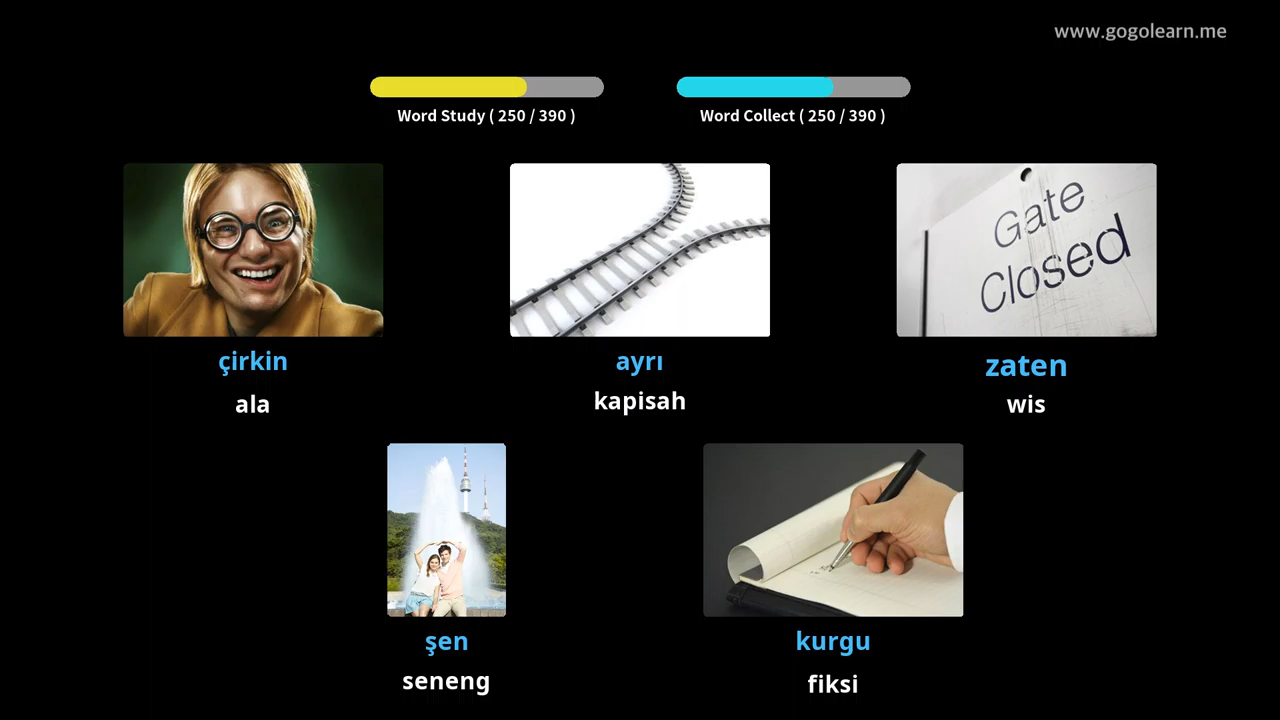 www.gogolearn.me
Word Study ( 250 / 390 )
Word Collect ( 250 / 390 )
Gate
Closed
çirkin
ayrı
zaten
ala
kapisah
wis
şen
kurgu
seneng
fiksi